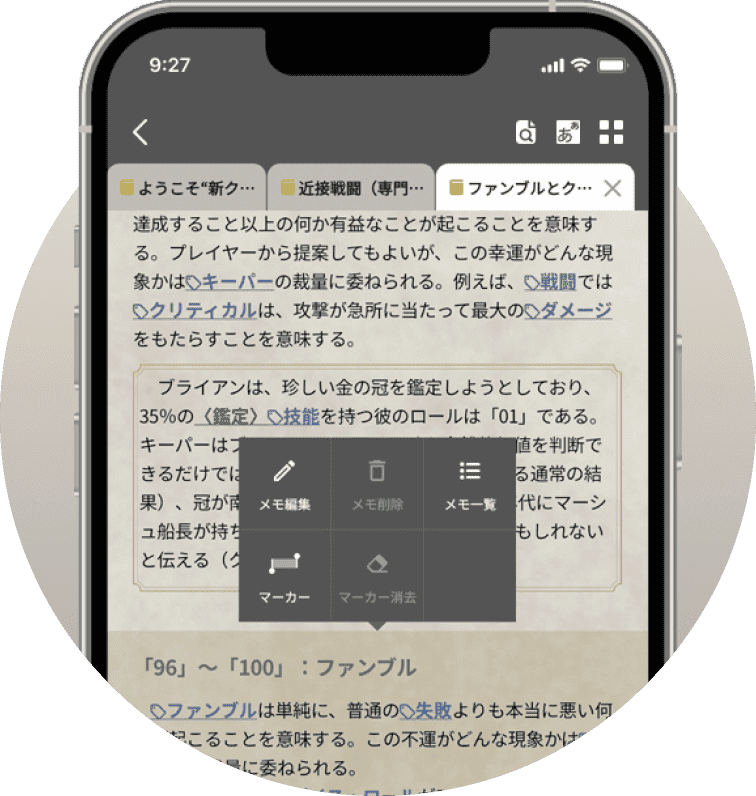 9:27
ようこそ“新ク… 近接戦闘（専門… ファンブルとク…
達成すること以上の何か有益なことが起こることを意味す
る。プレイヤーから提案してもよいが、この幸運がどんな現
象かはキーパーの裁量に委ねられる。例えば、戦闘では
クリティカルは、攻撃が急所に当たって最大のダメージ
をもたらすことを意味する。
ブライアンは、珍しい金の冠を鑑定しようとしており、
35%の〈鑑定〉技能を持つ彼のロールは「01」である。
キーパーは 値を判断で
きるだけでは る通常の結
果）、冠が南 代にマーシ
ュ船長が持ち もしれない
と伝える（ク
メモ編集 メモ削除 メモ一覧
マーカー マーカー消去
「96」～「100」：ファンブル
ファンブルは単純に、普通の失敗よりも本当に悪い何
起こることを意味する。この不運がどんな現象かは
量に委ねられる。